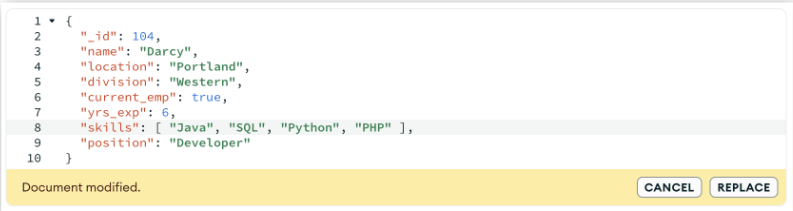 1 {
2 "_id": 104,
3 "name": "Darcy",
4 "location": "Portland",
5 "division": "Western",
6 "current_emp": true,
7 "yrs_exp": 6,
8 "skills": [ "Java", "SQL", "Python", "PHP" ],
9 "position": "Developer"
10 }
Document modified. CANCEL REPLACE